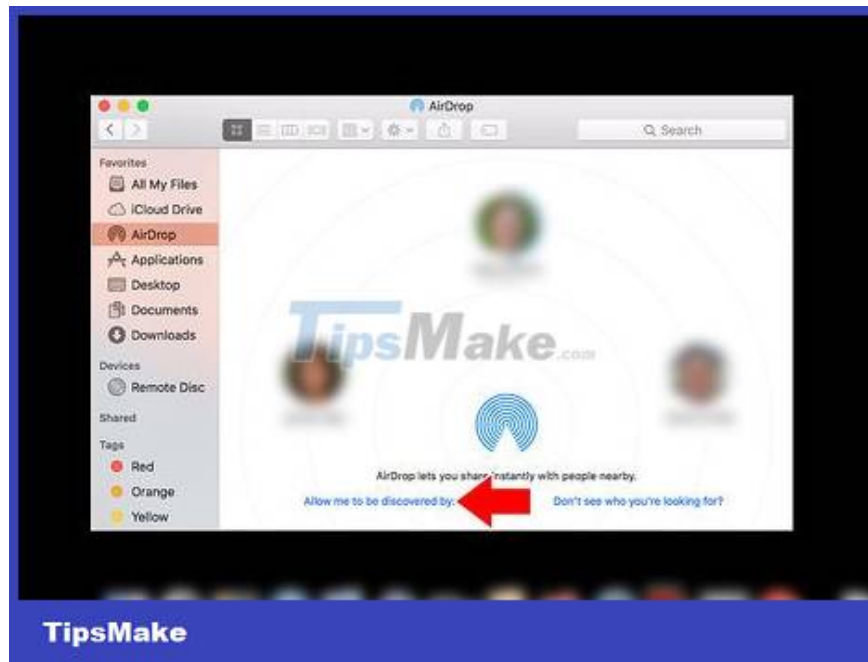 AirDrop
Search
Favorites
All My Files
iCloud Drive
AirDrop
Applications
Desktop
Documents
Downloads
Devices
Remote Disc
Shared
Tags
Red
Orange
Yellow
TipsMake.com
AirDrop lets you share instantly with people nearby.
Allow me to be discovered by:
Don't see who you're looking for?
TipsMake